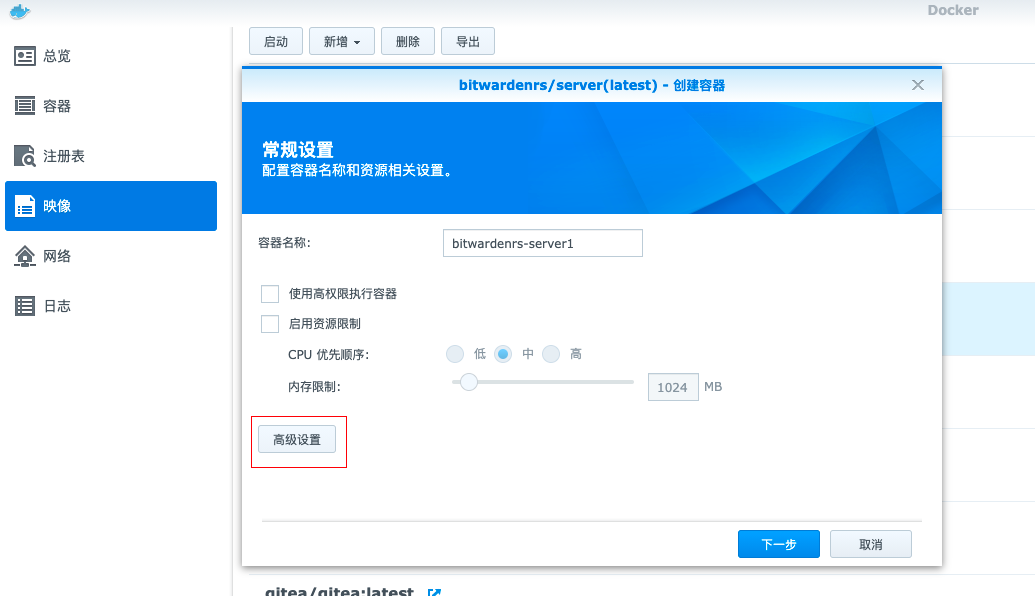 Docker
总览
容器
注册表
映像
网络
日志
启动 新增 删除 导出
bitwardenrs/server(latest) - 创建容器
常规设置
配置容器名称和资源相关设置。
容器名称: bitwardenrs-server1
使用高权限执行容器
启用资源限制
CPU 优先顺序: 低 中 高
内存限制: 1024 MB
高级设置
下一步 取消
gitea/gitea:latest